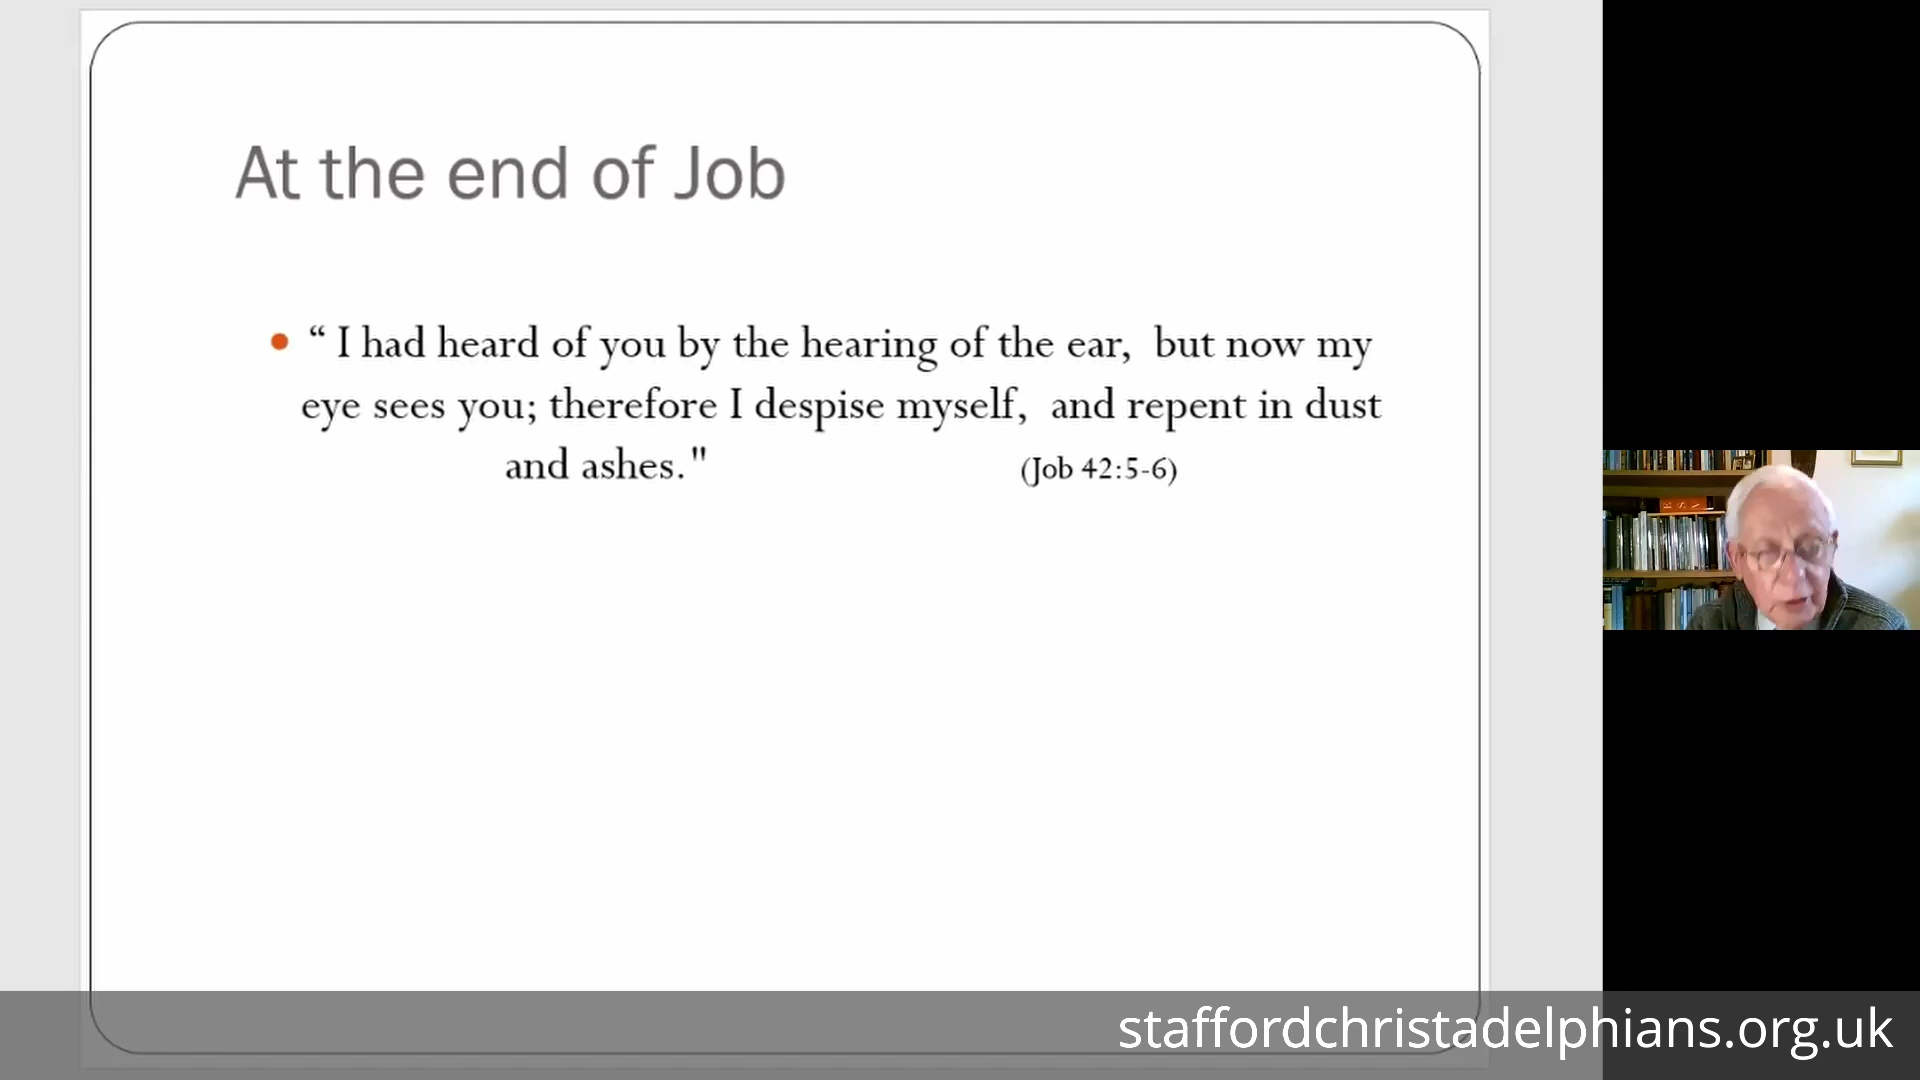 At the end of Job
“ I had heard of you by the hearing of the ear, but now my
eye sees you; therefore I despise myself, and repent in dust
and ashes." (Job 42:5-6)
staffordchristadelphians.org.uk